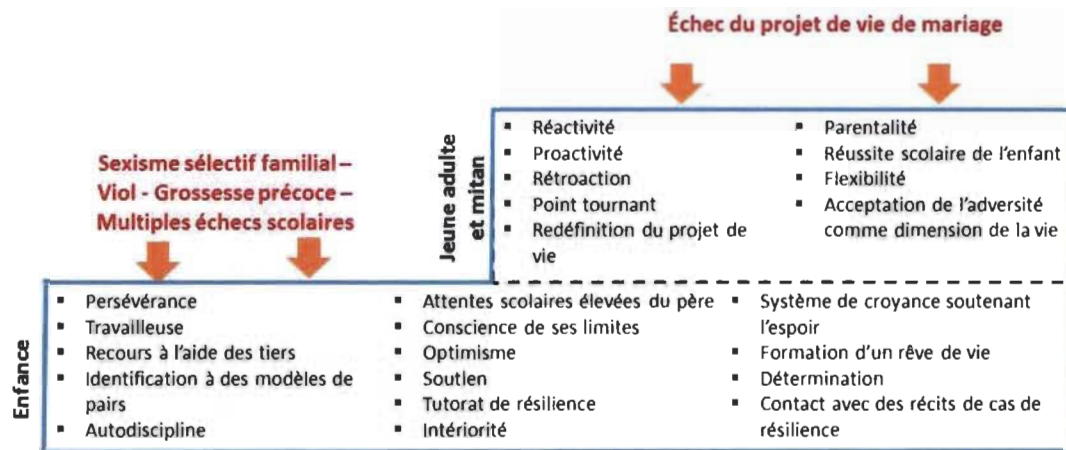 Échec du projet de vie de mariage
Sexisme sélectif familial –
Viol - Grossesse précoce –
Multiples échecs scolaires
Jeune adulte
et mitan
▪ Réactivité
▪ Proactivité
▪ Rétroaction
▪ Point tournant
▪ Redéfinition du projet de
vie
▪ Parentalité
▪ Réussite scolaire de l'enfant
▪ Flexibilité
▪ Acceptation de l'adversité
comme dimension de la vie
Enfance
▪ Persévérance
▪ Travailleuse
▪ Recours à l'aide des tiers
▪ Identification à des modèles de
pairs
▪ Autodiscipline
▪ Attentes scolaires élevées du père
▪ Conscience de ses limites
▪ Optimisme
▪ Soutien
▪ Tutorat de résilience
▪ Intériorité
▪ Système de croyance soutenant
l'espoir
▪ Formation d'un rêve de vie
▪ Détermination
▪ Contact avec des récits de cas de
résilience